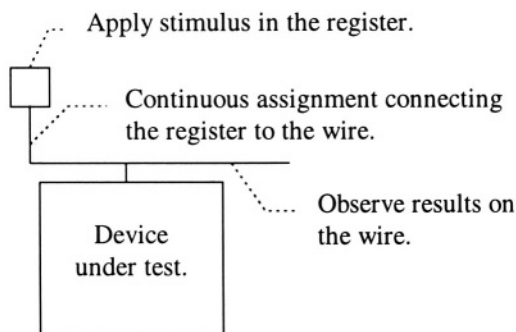 Apply stimulus in the register.
Continuous assignment connecting
the register to the wire.
Observe results on
the wire.
Device
under test.